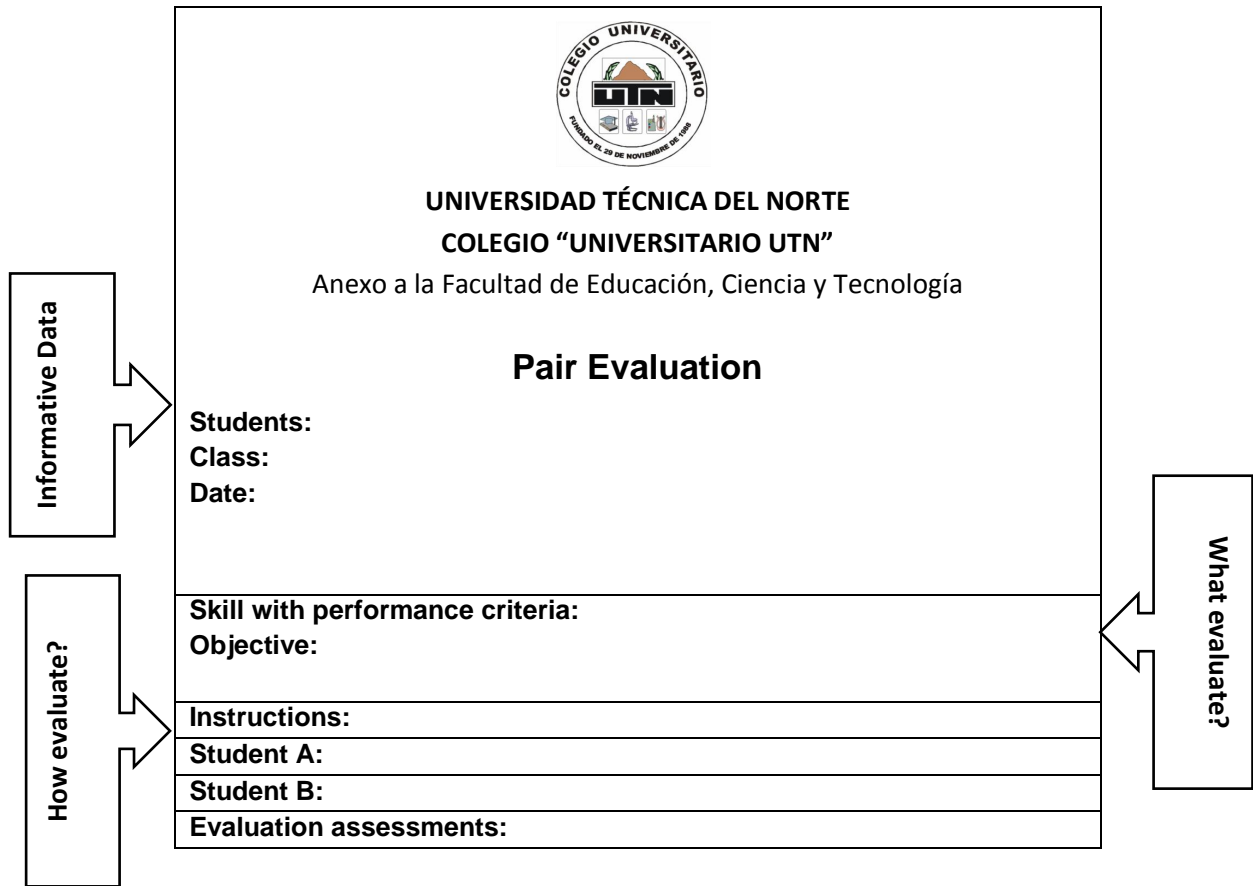 COLEGIO UNIVERSITARIO
UTN
FUNDADO EL 29 DE NOVIEMBRE DE 1988
UNIVERSIDAD TÉCNICA DEL NORTE
COLEGIO “UNIVERSITARIO UTN”
Anexo a la Facultad de Educación, Ciencia y Tecnología
Informative Data
Pair Evaluation
Students:
Class:
Date:
What evaluate?
Skill with performance criteria:
Objective:
How evaluate?
Instructions:
Student A:
Student B:
Evaluation assessments: